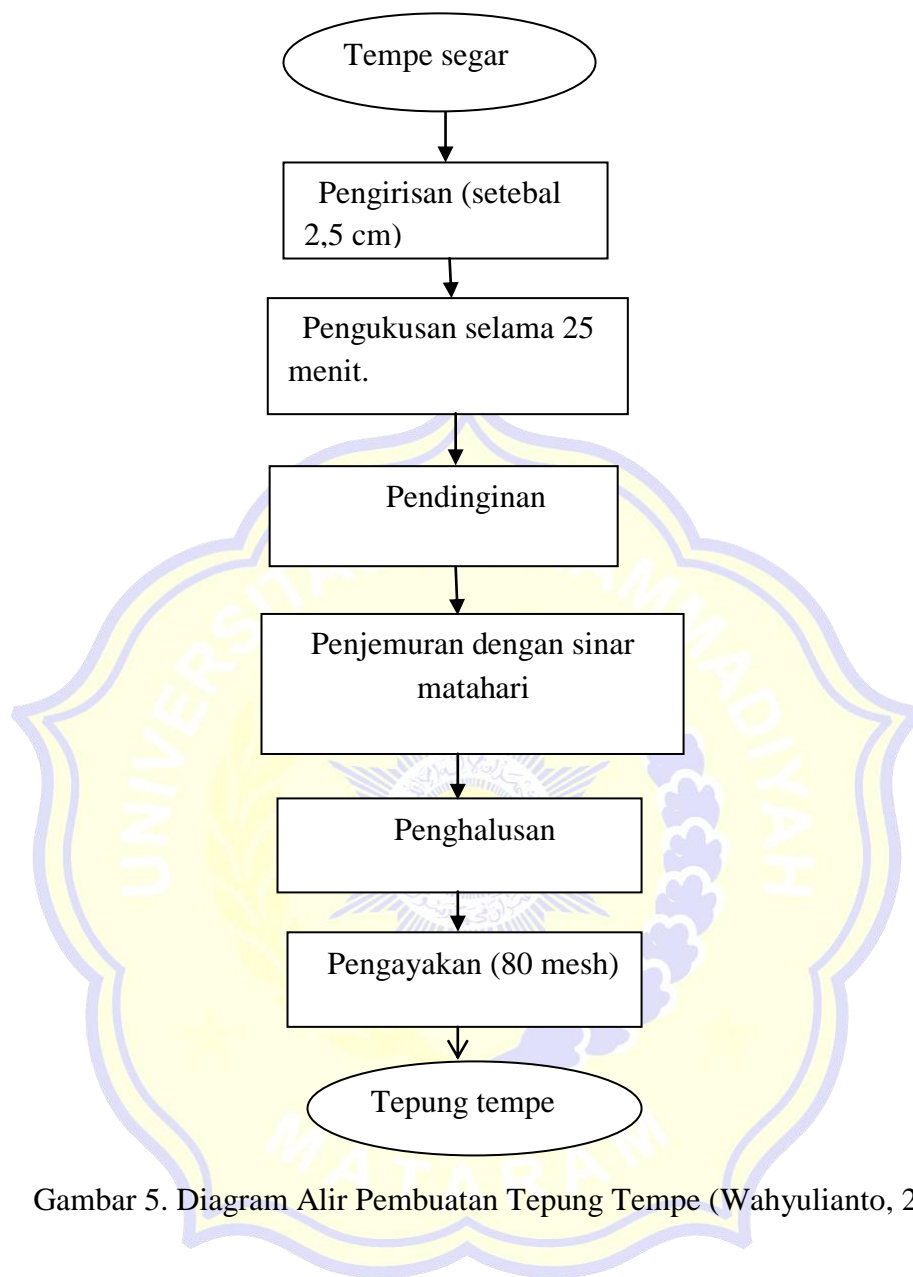 Tempe segar
Pengirisan (setebal
2,5 cm)
Pengukusan selama 25
menit.
Pendinginan
Penjemuran dengan sinar
matahari
Penghalusan
Pengayakan (80 mesh)
Tepung tempe
MATARAM
Gambar 5. Diagram Alir Pembuatan Tepung Tempe (Wahyulianto, 2